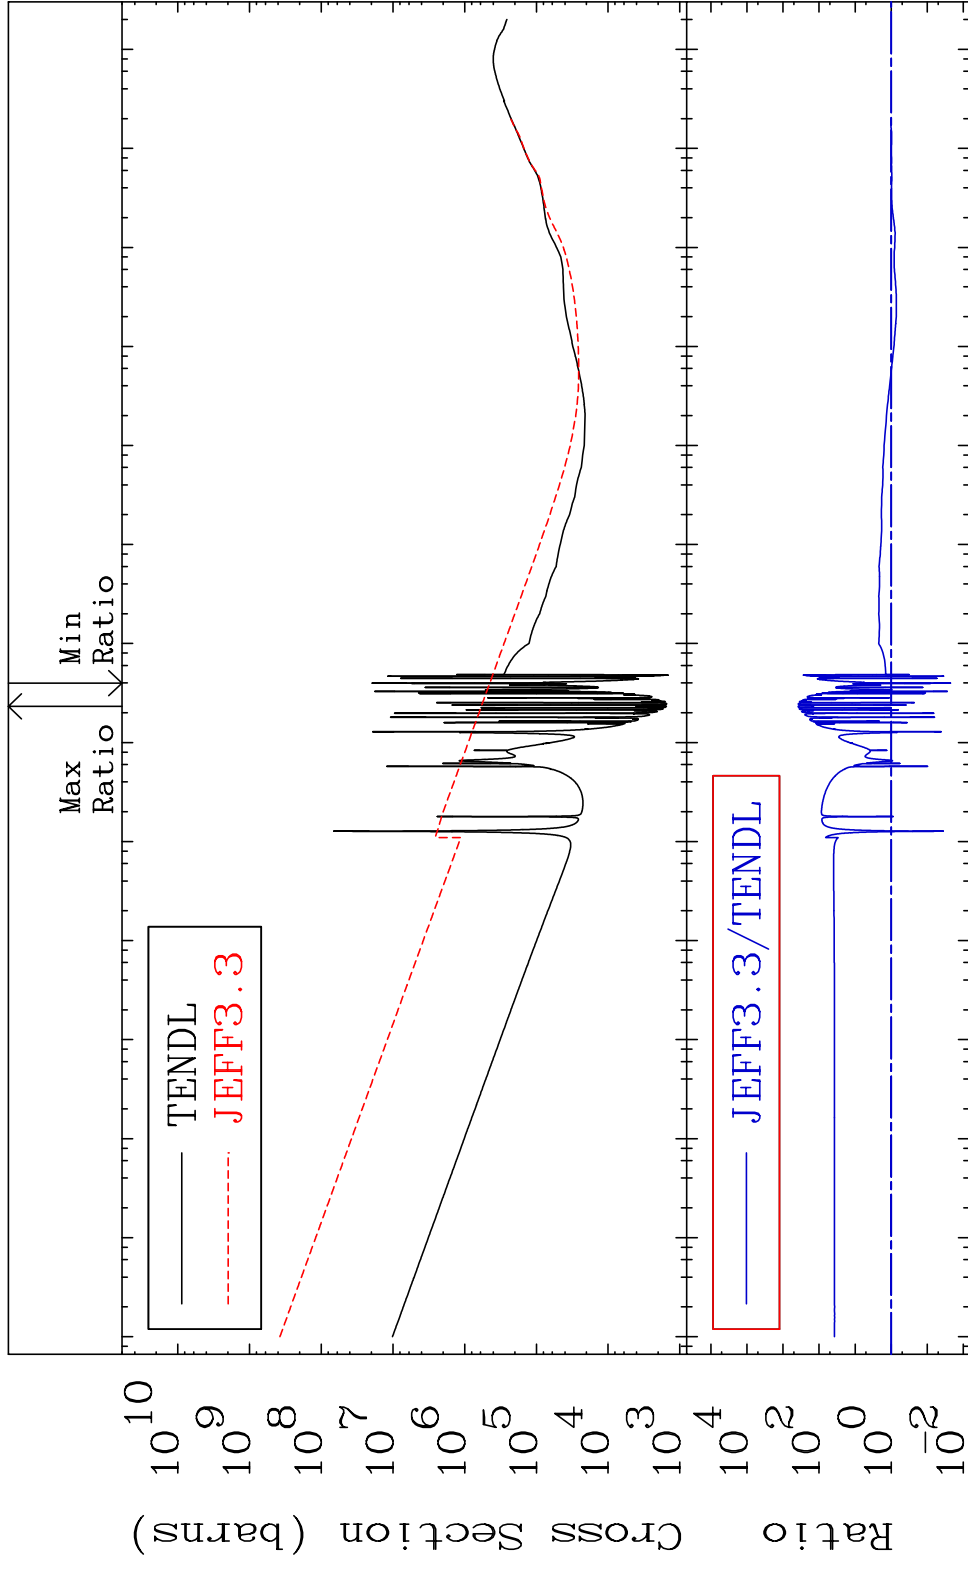 Max
Ratio
Min
Ratio
TENDL
JEFF3.3
JEFF3.3/TENDL
Cross Section (barns)
10 10
10 9
10 8
10 7
10 6
10 5
10 4
10 3
Ratio
10 4
10 2
10 0
10 -2